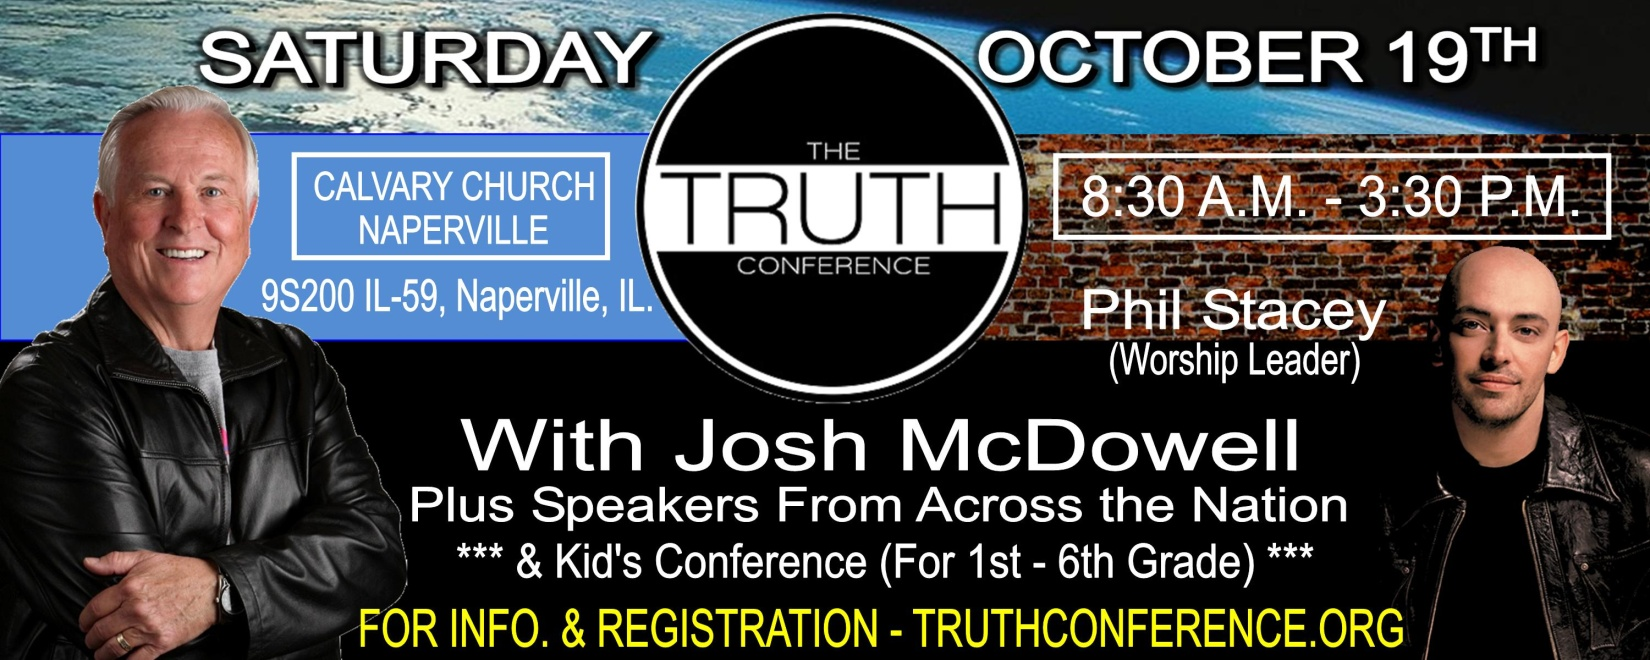 SATURDAY
OCTOBER 19TH
CALVARY CHURCH
NAPERVILLE
9S200 IL-59, Naperville, IL.
THE
TRUTH
CONFERENCE
8:30 A.M. - 3:30 P.M.
Phil Stacey
(Worship Leader)
With Josh McDowell
Plus Speakers From Across the Nation
*** & Kid's Conference (For 1st - 6th Grade) ***
FOR INFO. & REGISTRATION - TRUTHCONFERENCE.ORG